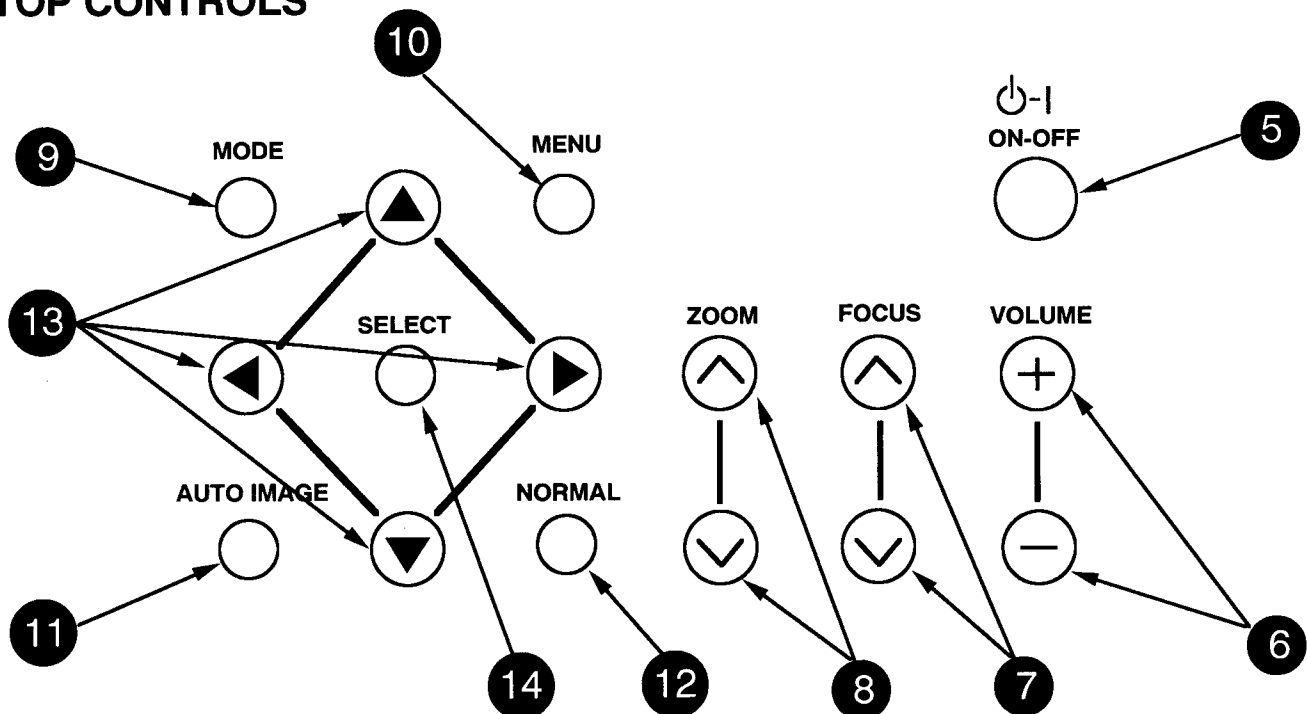 TOP CONTROLS
10
5
ON-OFF
9
MODE
MENU
13
SELECT
ZOOM
FOCUS
VOLUME
AUTO IMAGE
NORMAL
11
14
12
8
7
6